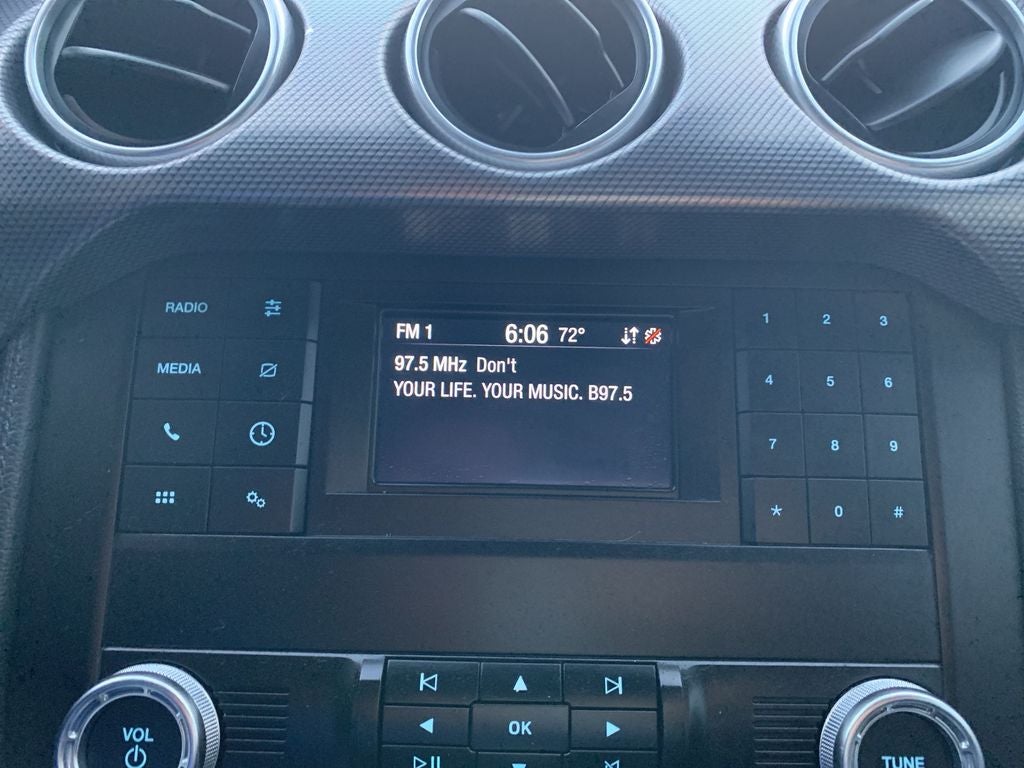 FM 1 6:06 72°
97.5 MHz Don't
YOUR LIFE. YOUR MUSIC. B97.5
RADIO
MEDIA
1 2 3
4 5 6
7 8 9
* 0 #
VOL
OK
TUNE